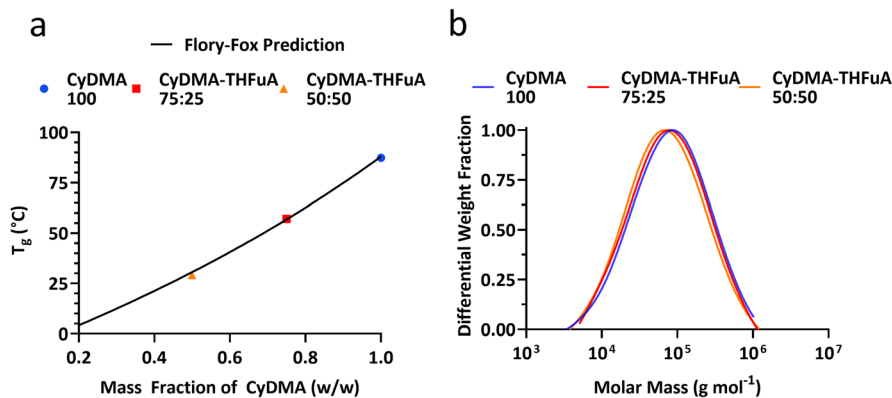 a
Flory-Fox Prediction
CyDMA CyDMA-THFuA CyDMA-THFuA
100 75:25 50:50
100
75
50
25
0
0.2 0.4 0.6 0.8 1.0
Tg (°C)
Mass Fraction of CyDMA (w/w)
b
CyDMA CyDMA-THFuA CyDMA-THFuA
100 75:25 50:50
1.00
0.75
0.50
0.25
0.00
10³ 10⁴ 10⁵ 10⁶ 10⁷
Differential Weight Fraction
Molar Mass (g mol⁻¹)